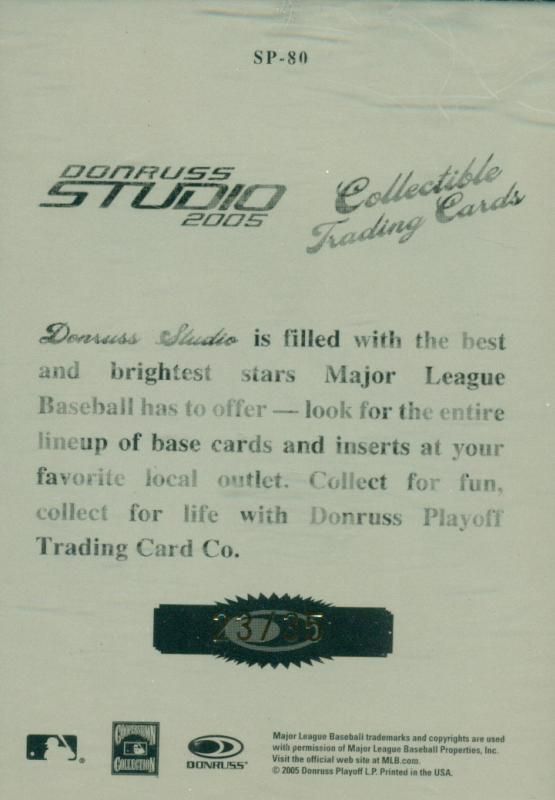 SP-80
DONRUSS
STUDIO
2005
Collectible
Trading Cards
Donruss Studio is filled with the best
and brightest stars Major League
Baseball has to offer — look for the entire
lineup of base cards and inserts at your
favorite local outlet. Collect for fun,
collect for life with Donruss Playoff
Trading Card Co.
23/35
COOPERSTOWN
COLLECTION
DONRUSS®
Major League Baseball trademarks and copyrights are used
with permission of Major League Baseball Properties, Inc.
Visit the official web site at MLB.com.
© 2005 Donruss Playoff L.P. Printed in the USA.